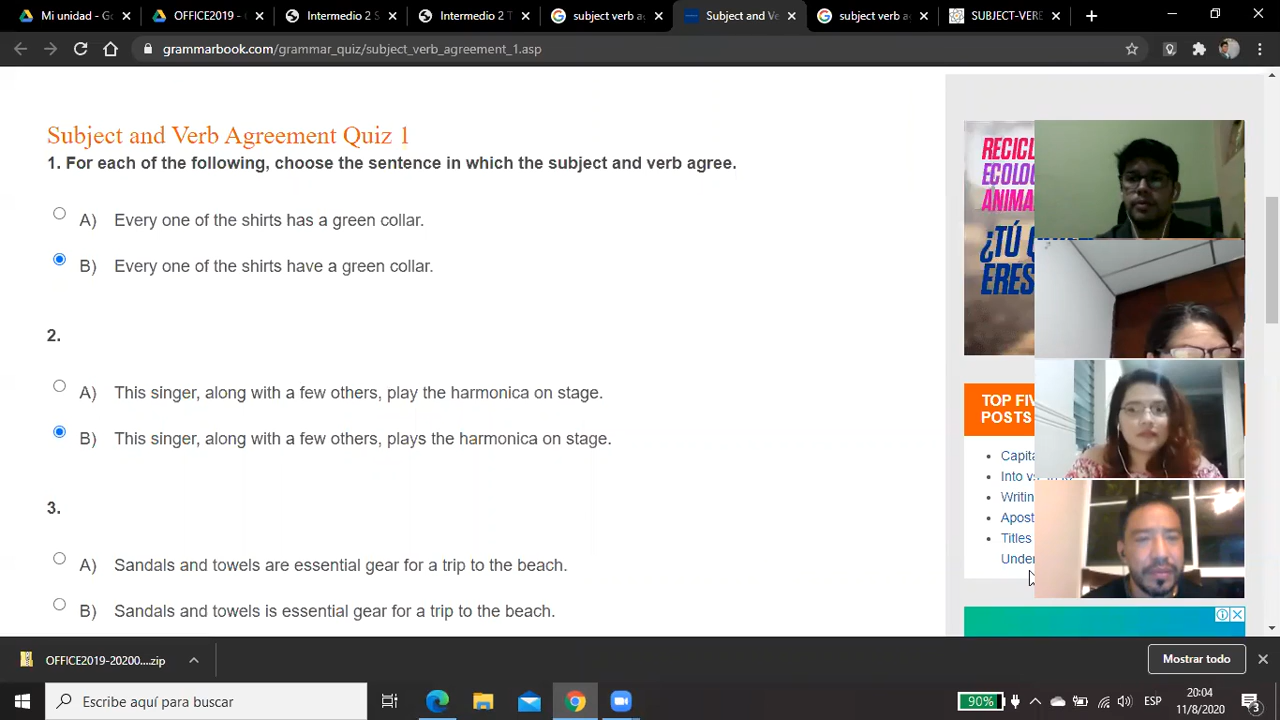 Mi unidad - Go
OFFICE2019 -
Intermedio 2 S
Intermedio 2 T
subject verb a
Subject and Ve
subject verb a
SUBJECT-VERB
grammarbook.com/grammar_quiz/subject_verb_agreement_1.asp
Subject and Verb Agreement Quiz 1
1. For each of the following, choose the sentence in which the subject and verb agree.
A) Every one of the shirts has a green collar.
B) Every one of the shirts have a green collar.
2.
A) This singer, along with a few others, play the harmonica on stage.
B) This singer, along with a few others, plays the harmonica on stage.
3.
A) Sandals and towels are essential gear for a trip to the beach.
B) Sandals and towels is essential gear for a trip to the beach.
RECICL
ECOLO
ANIMA
¿TÚ Q
ERES
TOP FIV
POSTS
Capita
Into vs
Writin
Apost
Titles
Under
OFFICE2019-20200....zip
Mostrar todo
Escribe aquí para buscar
90%
ESP
20:04
11/8/2020
3